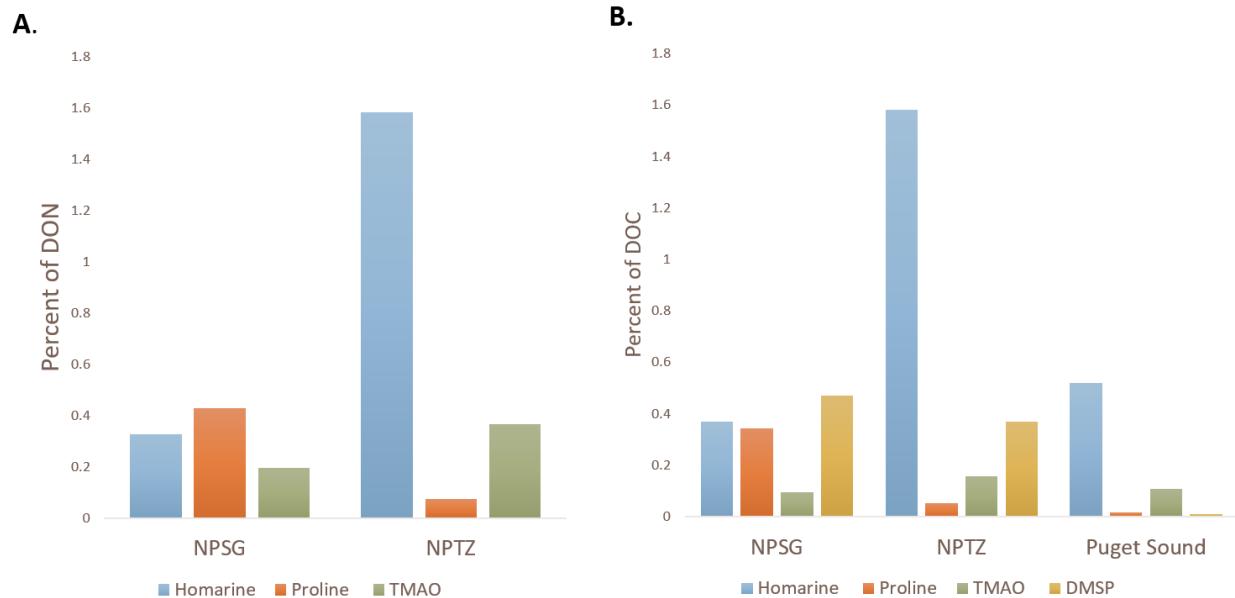 A.
1.8
1.6
1.4
1.2
1
0.8
0.6
0.4
0.2
0
Percent of DON
NPSG NPTZ
Homarine Proline TMAO
B.
1.8
1.6
1.4
1.2
1
0.8
0.6
0.4
0.2
0
Percent of DOC
NPSG NPTZ Puget Sound
Homarine Proline TMAO DMSP